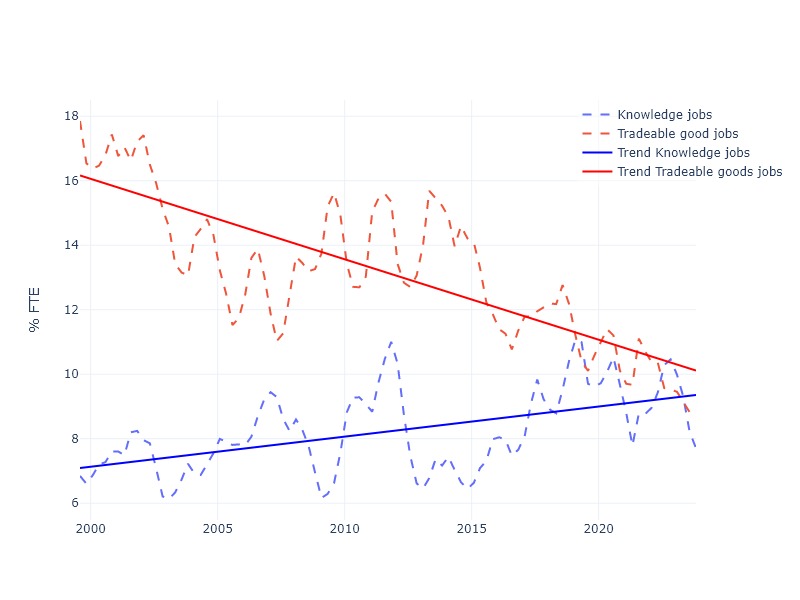 Knowledge jobs
Tradeable good jobs
Trend Knowledge jobs
Trend Tradeable goods jobs
18
16
14
12
10
8
6
% FTE
2000 2005 2010 2015 2020